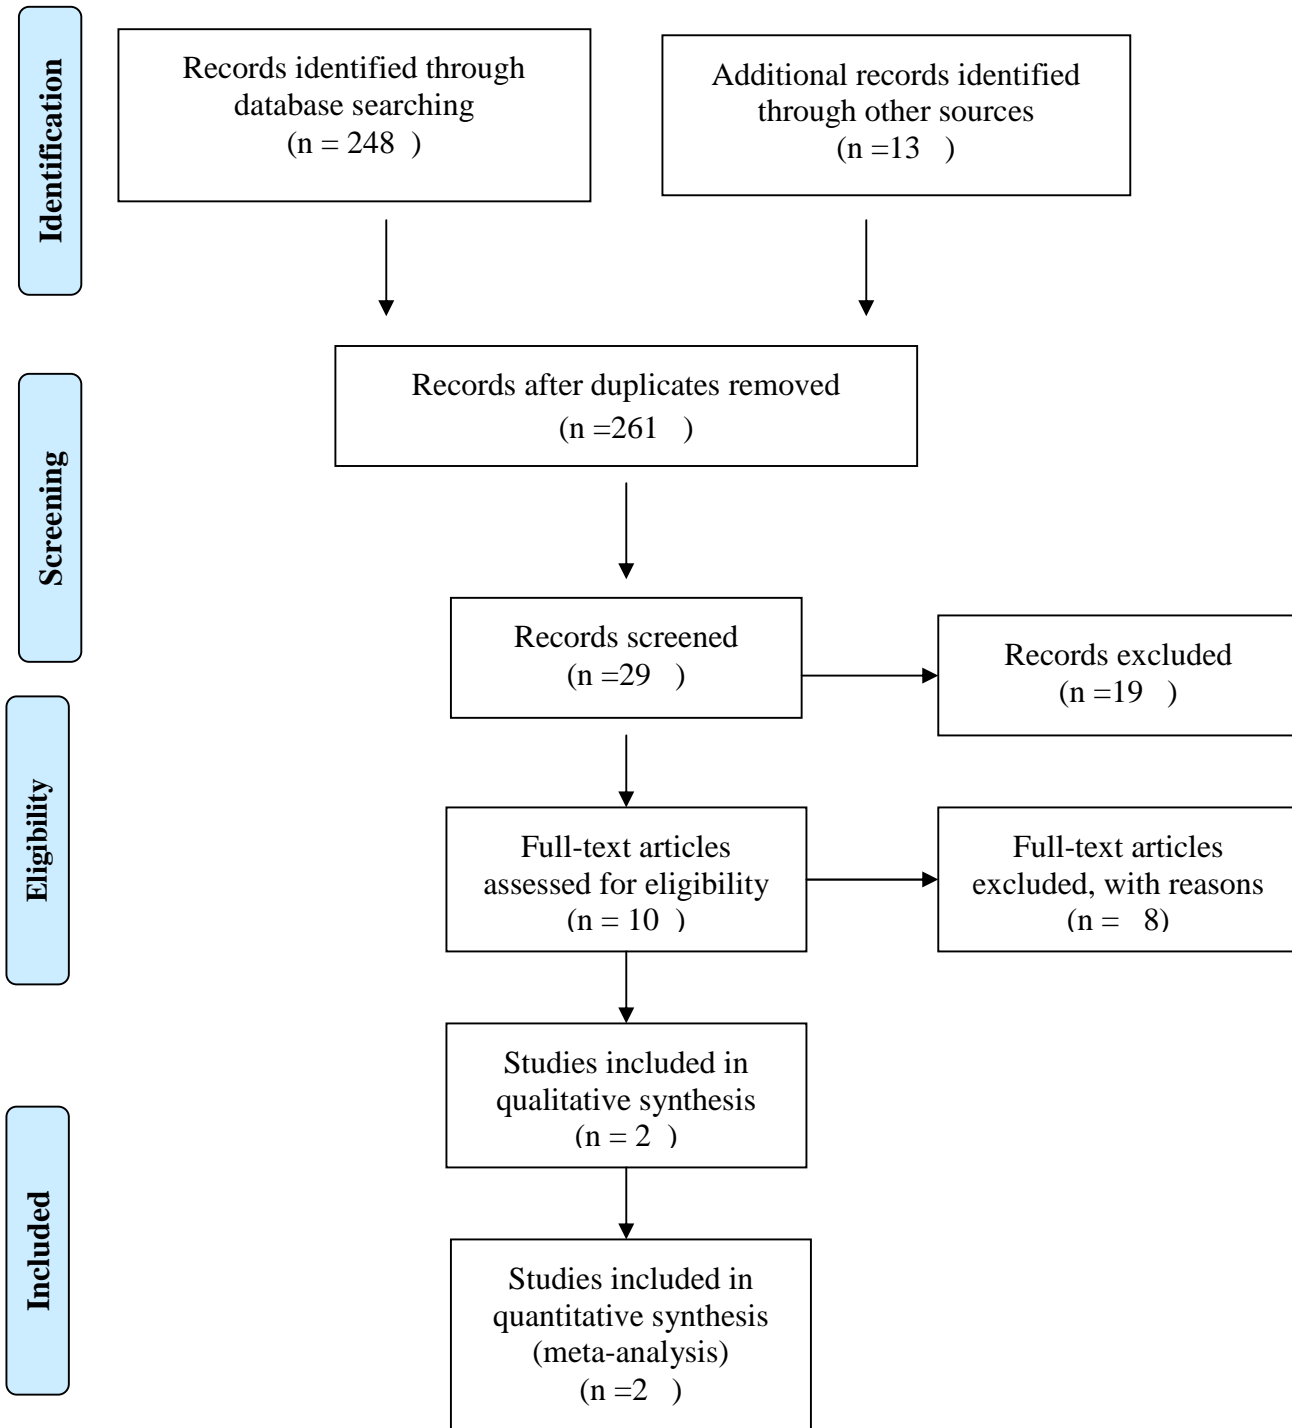 Identification
Records identified through
database searching
(n = 248  )
Additional records identified
through other sources
(n =13   )
Records after duplicates removed
(n =261   )
Screening
Records screened
(n =29   )
Records excluded
(n =19   )
Eligibility
Full-text articles
assessed for eligibility
(n = 10  )
Full-text articles
excluded, with reasons
(n =   8)
Studies included in
qualitative synthesis
(n = 2  )
Included
Studies included in
quantitative synthesis
(meta-analysis)
(n =2   )